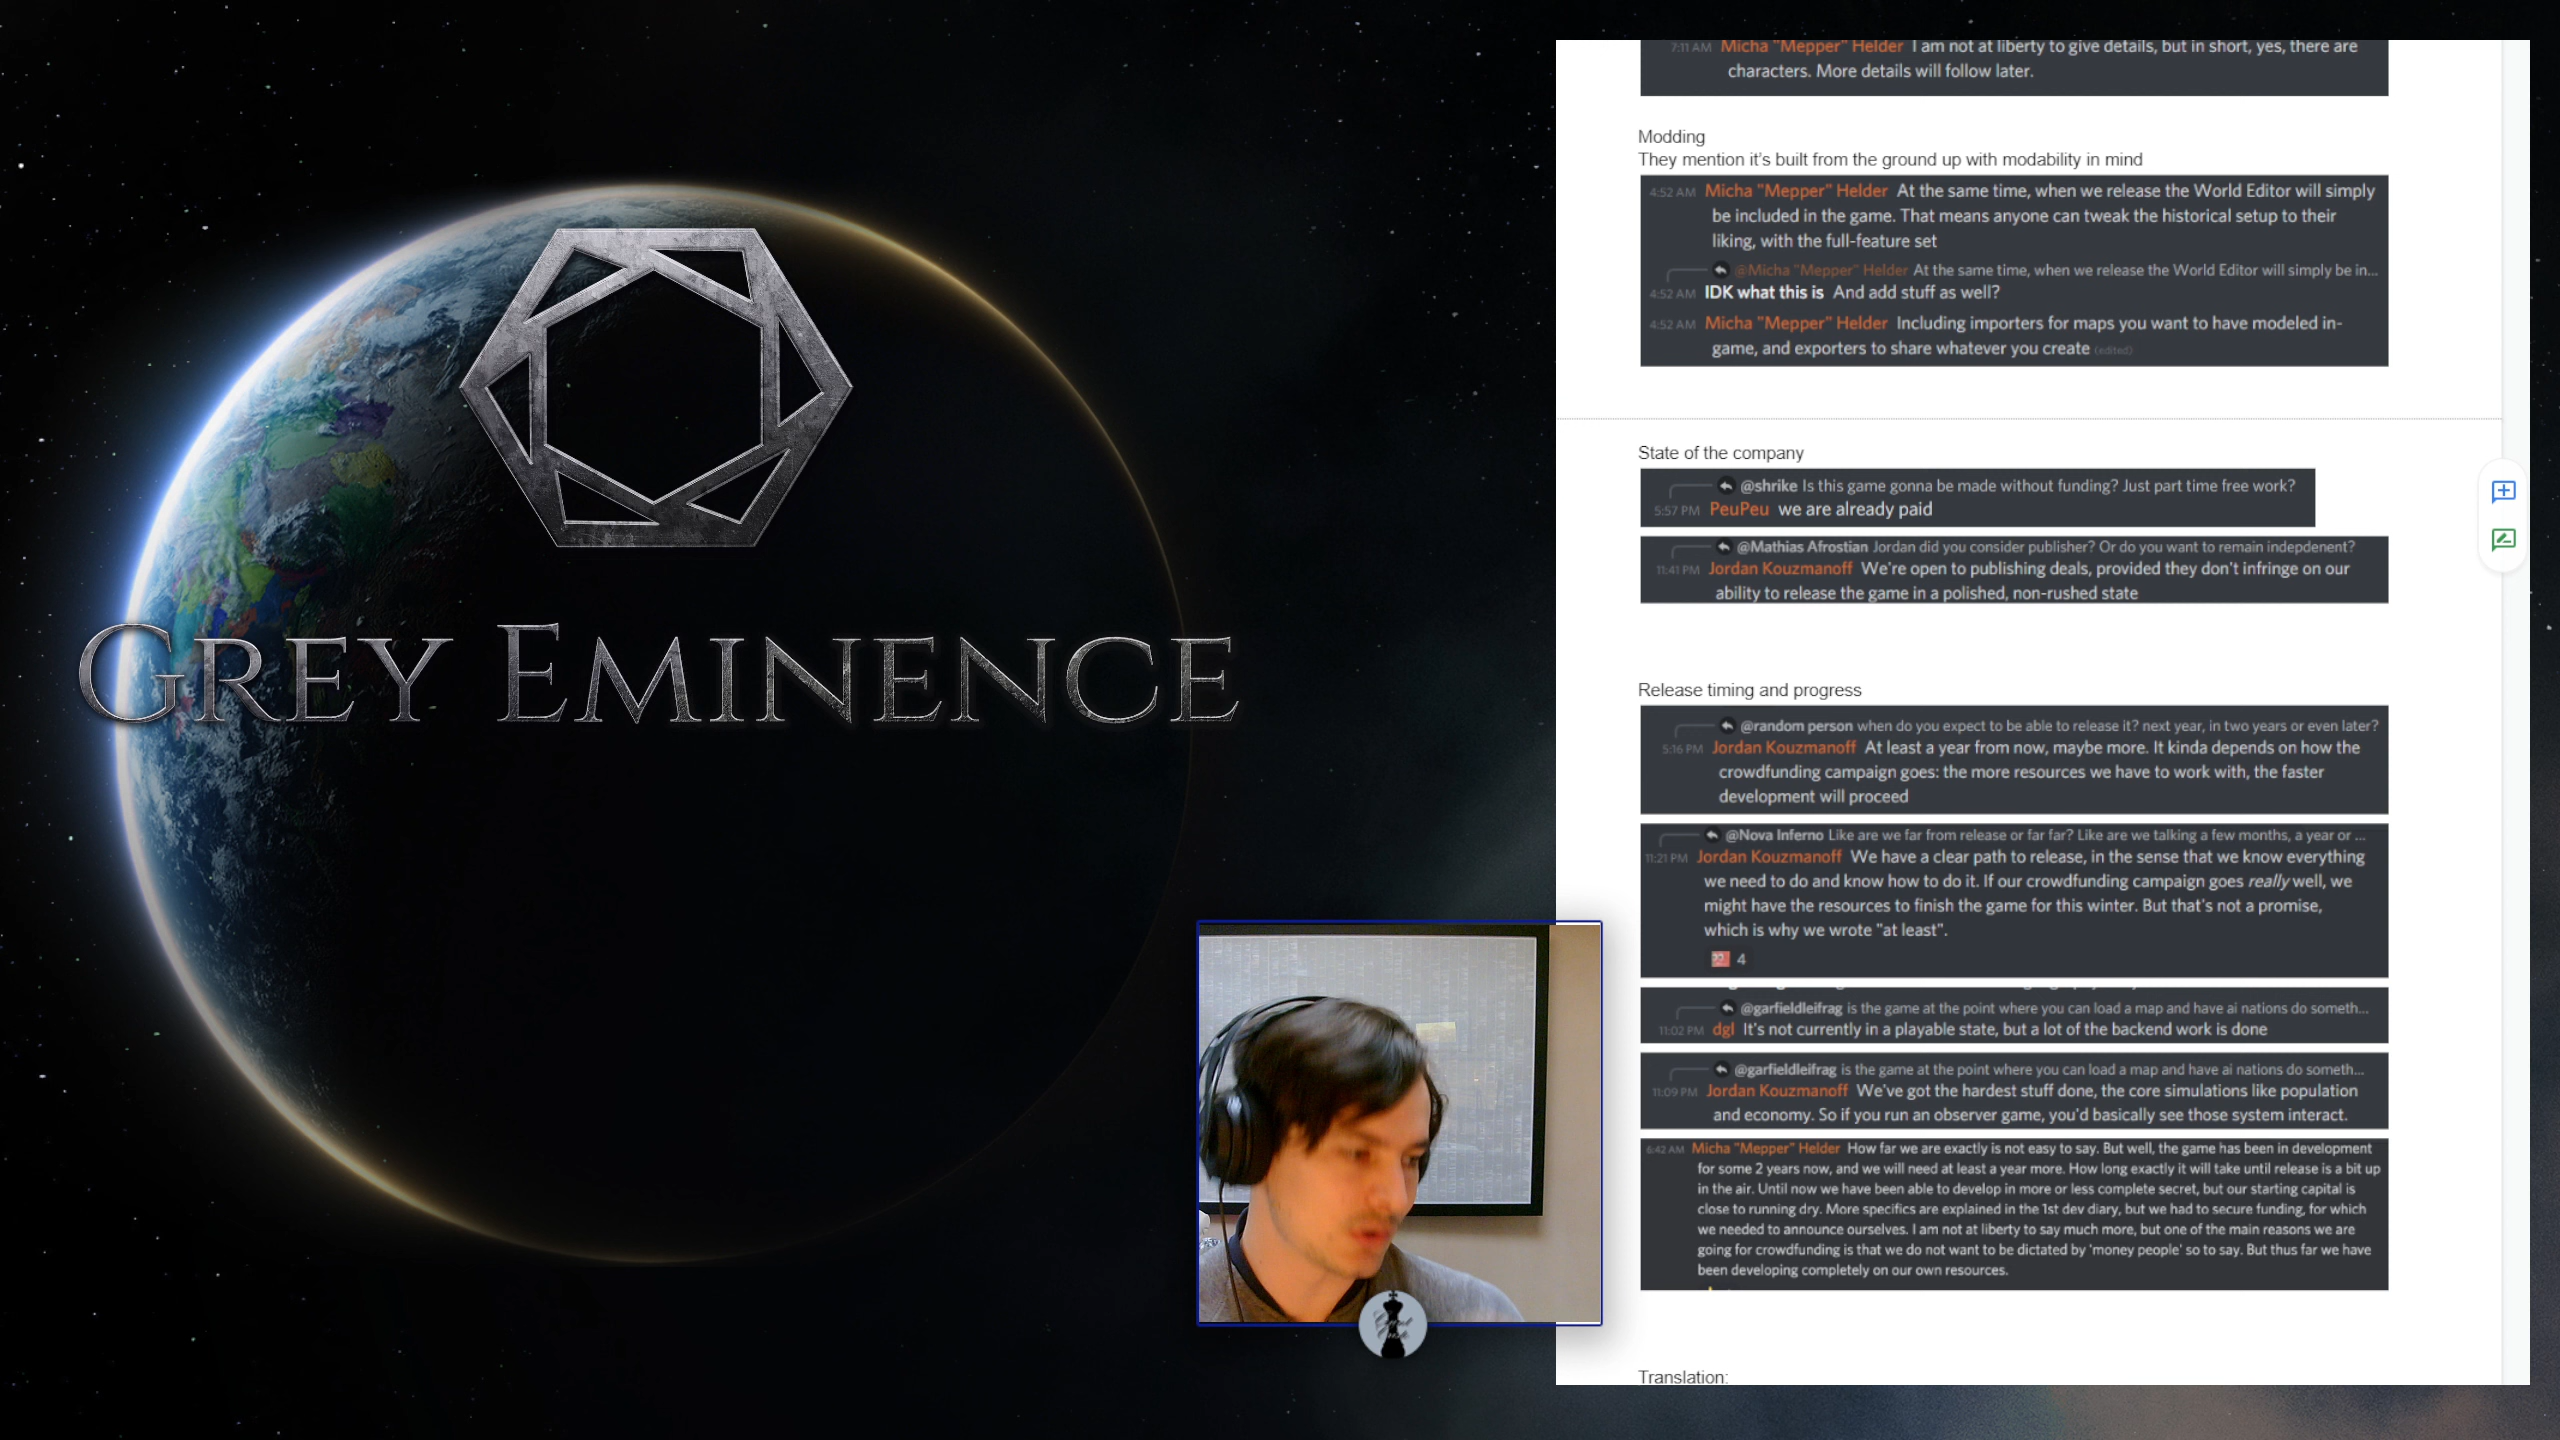 GREY EMINENCE
7:11 AM Micha "Mepper" Helder I am not at liberty to give details, but in short, yes, there are
characters. More details will follow later.
Modding
They mention it's built from the ground up with modability in mind
4:52 AM Micha "Mepper" Helder At the same time, when we release the World Editor will simply
be included in the game. That means anyone can tweak the historical setup to their
liking, with the full-feature set
@Micha "Mepper" Helder At the same time, when we release the World Editor will simply be in...
4:52 AM IDK what this is And add stuff as well?
4:52 AM Micha "Mepper" Helder Including importers for maps you want to have modeled in-
game, and exporters to share whatever you create (edited)
State of the company
@shrike Is this game gonna be made without funding? Just part time free work?
5:57 PM PeuPeu we are already paid
@Mathias Afrostian Jordan did you consider publisher? Or do you want to remain indepdenent?
11:41 PM Jordan Kouzmanoff We're open to publishing deals, provided they don't infringe on our
ability to release the game in a polished, non-rushed state
Release timing and progress
@random person when do you expect to be able to release it? next year, in two years or even later?
5:16 PM Jordan Kouzmanoff At least a year from now, maybe more. It kinda depends on how the
crowdfunding campaign goes: the more resources we have to work with, the faster
development will proceed
@Nova Inferno Like are we far from release or far far? Like are we talking a few months, a year or ...
11:21 PM Jordan Kouzmanoff We have a clear path to release, in the sense that we know everything
we need to do and know how to do it. If our crowdfunding campaign goes really well, we
might have the resources to finish the game for this winter. But that's not a promise,
which is why we wrote "at least".
4
@garfieldleifrag is the game at the point where you can load a map and have ai nations do someth...
11:02 PM dgl It's not currently in a playable state, but a lot of the backend work is done
@garfieldleifrag is the game at the point where you can load a map and have ai nations do someth...
11:09 PM Jordan Kouzmanoff We've got the hardest stuff done, the core simulations like population
and economy. So if you run an observer game, you'd basically see those system interact.
6:42 AM Micha "Mepper" Helder How far we are exactly is not easy to say. But well, the game has been in development
for some 2 years now, and we will need at least a year more. How long exactly it will take until release is a bit up
in the air. Until now we have been able to develop in more or less complete secret, but our starting capital is
close to running dry. More specifics are explained in the 1st dev diary, but we had to secure funding, for which
we needed to announce ourselves. I am not at liberty to say much more, but one of the main reasons we are
going for crowdfunding is that we do not want to be dictated by 'money people' so to say. But thus far we have
been developing completely on our own resources.
Translation: